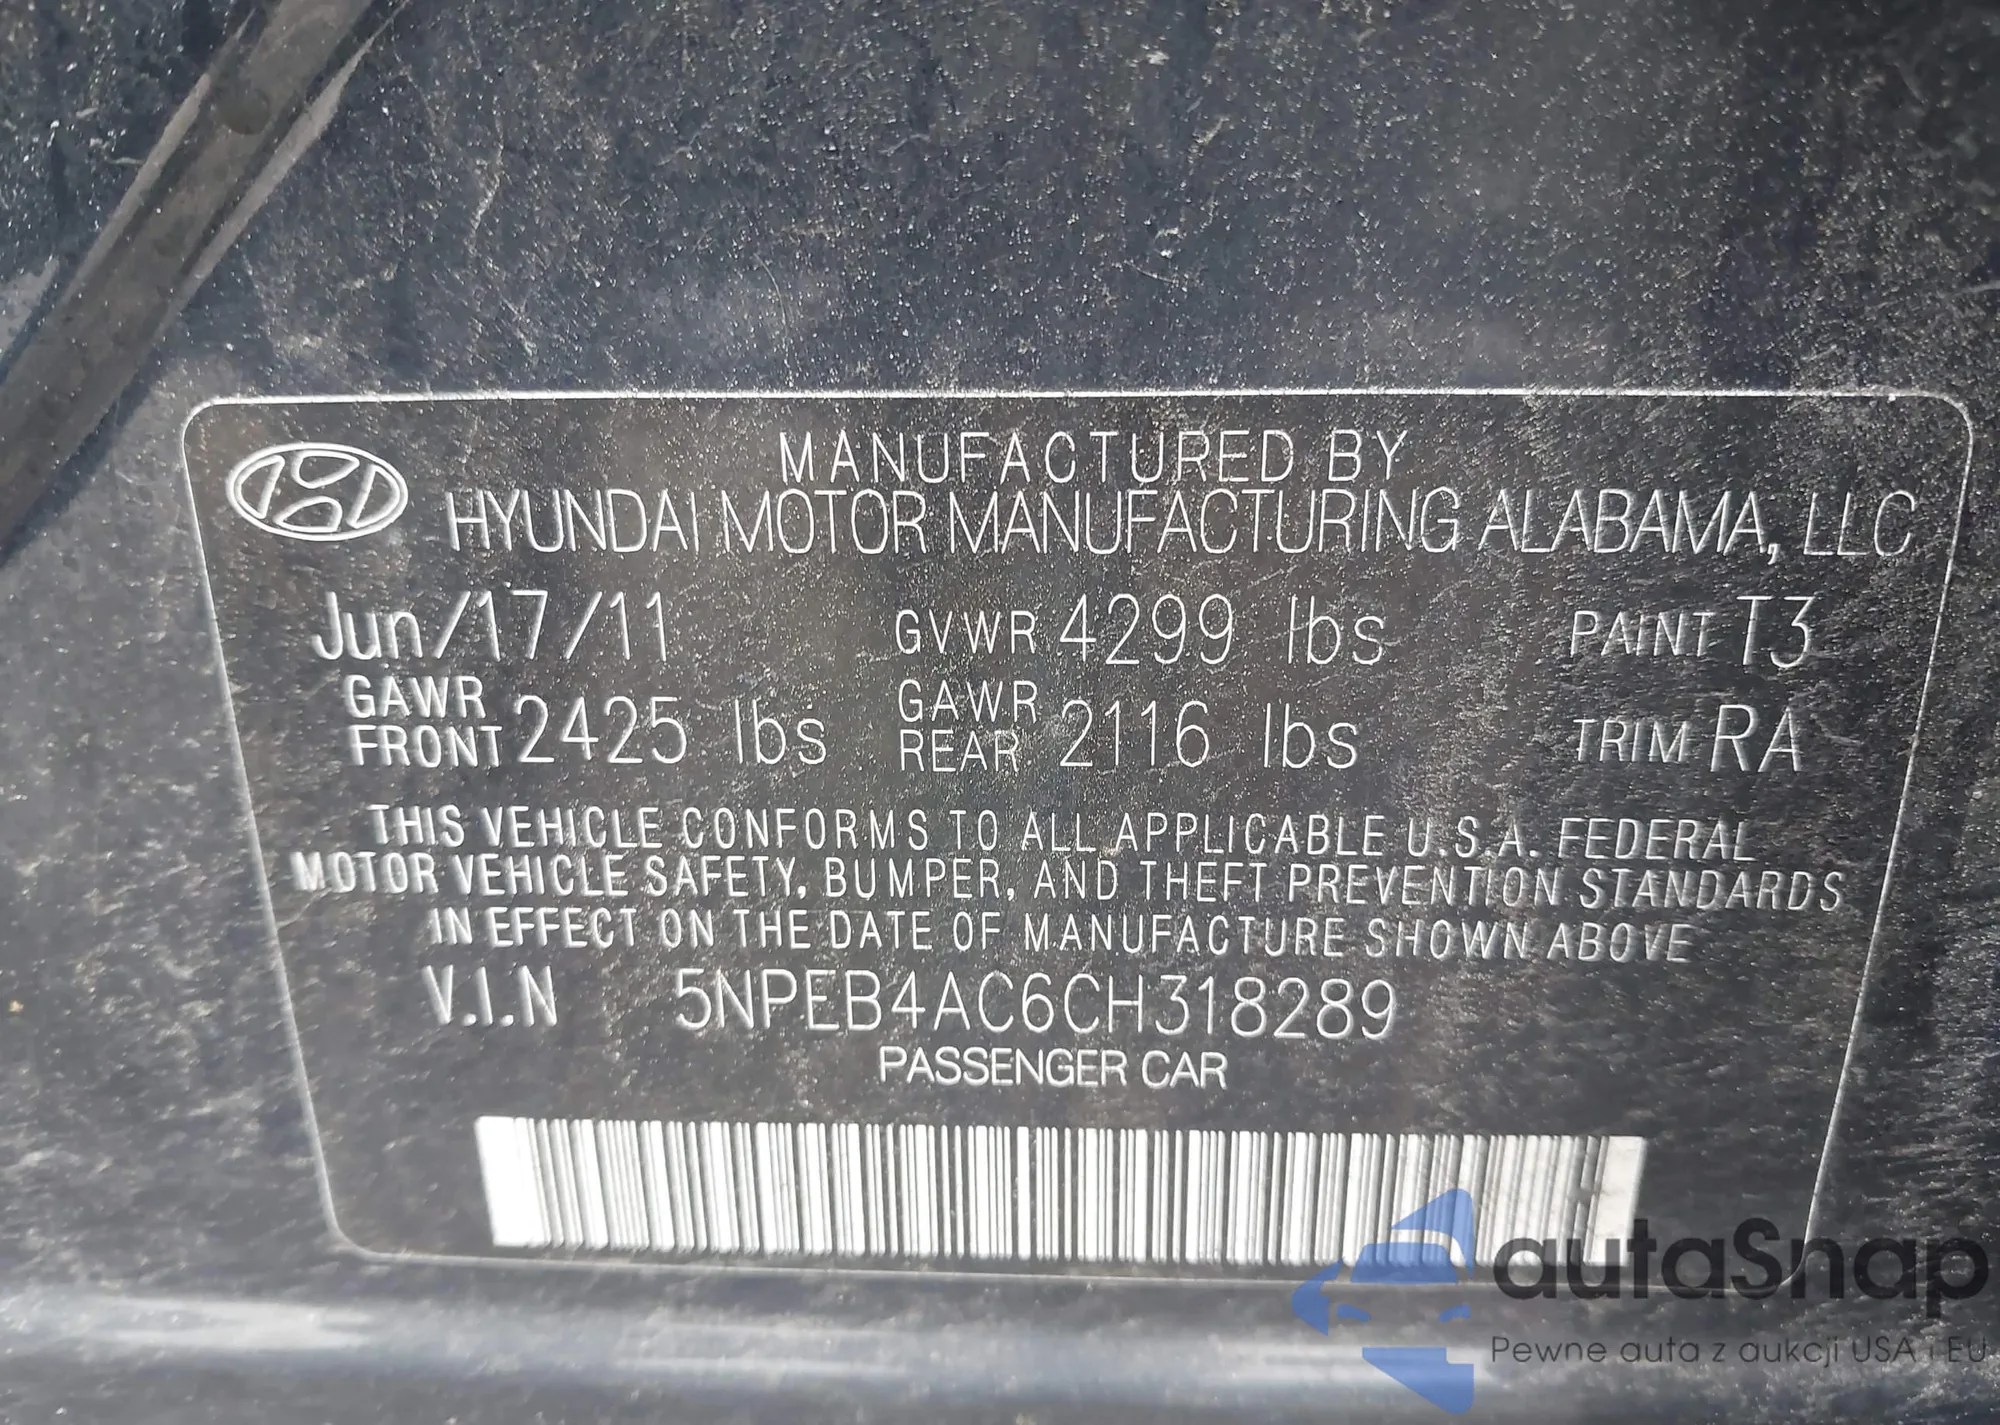 MANUFACTURED BY
HYUNDAI MOTOR MANUFACTURING ALABAMA, LLC
Jun/17/11 GVWR 4299 lbs PAINT T3
GAWR FRONT 2425 lbs GAWR REAR 2116 lbs TRIM RA
THIS VEHICLE CONFORMS TO ALL APPLICABLE U.S.A. FEDERAL
MOTOR VEHICLE SAFETY, BUMPER, AND THEFT PREVENTION STANDARDS
IN EFFECT ON THE DATE OF MANUFACTURE SHOWN ABOVE
V.I.N 5NPEB4AC6CH318289
PASSENGER CAR
autaSnap
Pewne auta z aukcji USA i EU